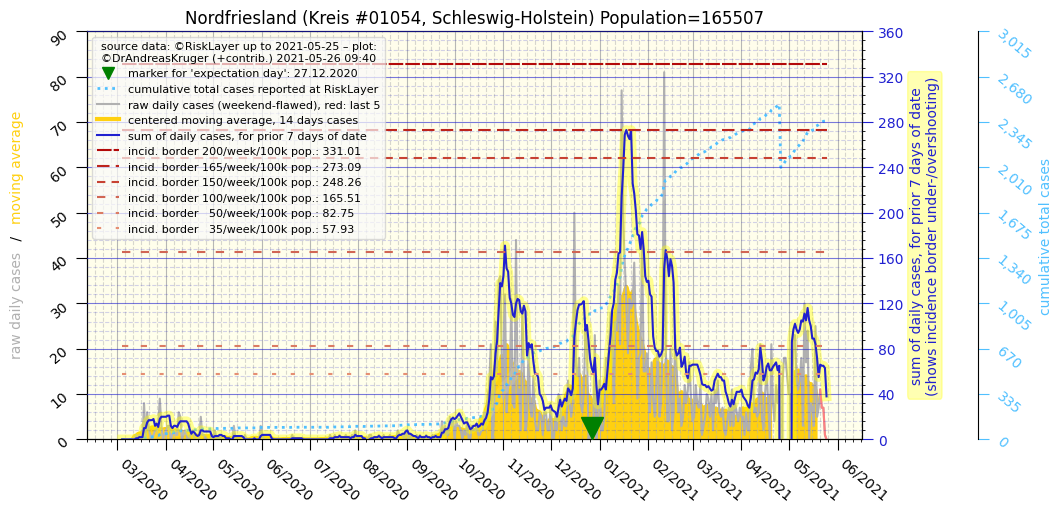 Nordfriesland (Kreis #01054, Schleswig-Holstein) Population=165507
source data: ©RiskLayer up to 2021-05-25 – plot:
©DrAndreasKruger (+contrib.) 2021-05-26 09:40
marker for 'expectation day': 27.12.2020
cumulative total cases reported at RiskLayer
raw daily cases (weekend-flawed), red: last 5
centered moving average, 14 days cases
sum of daily cases, for prior 7 days of date
incid. border 200/week/100k pop.: 331.01
incid. border 165/week/100k pop.: 273.09
incid. border 150/week/100k pop.: 248.26
incid. border 100/week/100k pop.: 165.51
incid. border   50/week/100k pop.: 82.75
incid. border   35/week/100k pop.: 57.93
raw daily cases / moving average
90
80
70
60
50
40
30
20
10
0
03/2020
04/2020
05/2020
06/2020
07/2020
08/2020
09/2020
10/2020
11/2020
12/2020
01/2021
02/2021
03/2021
04/2021
05/2021
06/2021
360
320
280
240
200
160
120
80
40
0
sum of daily cases, for prior 7 days of date
(shows incidence border under-/overshooting)
3,015
2,680
2,345
2,010
1,675
1,340
1,005
670
335
0
cumulative total cases